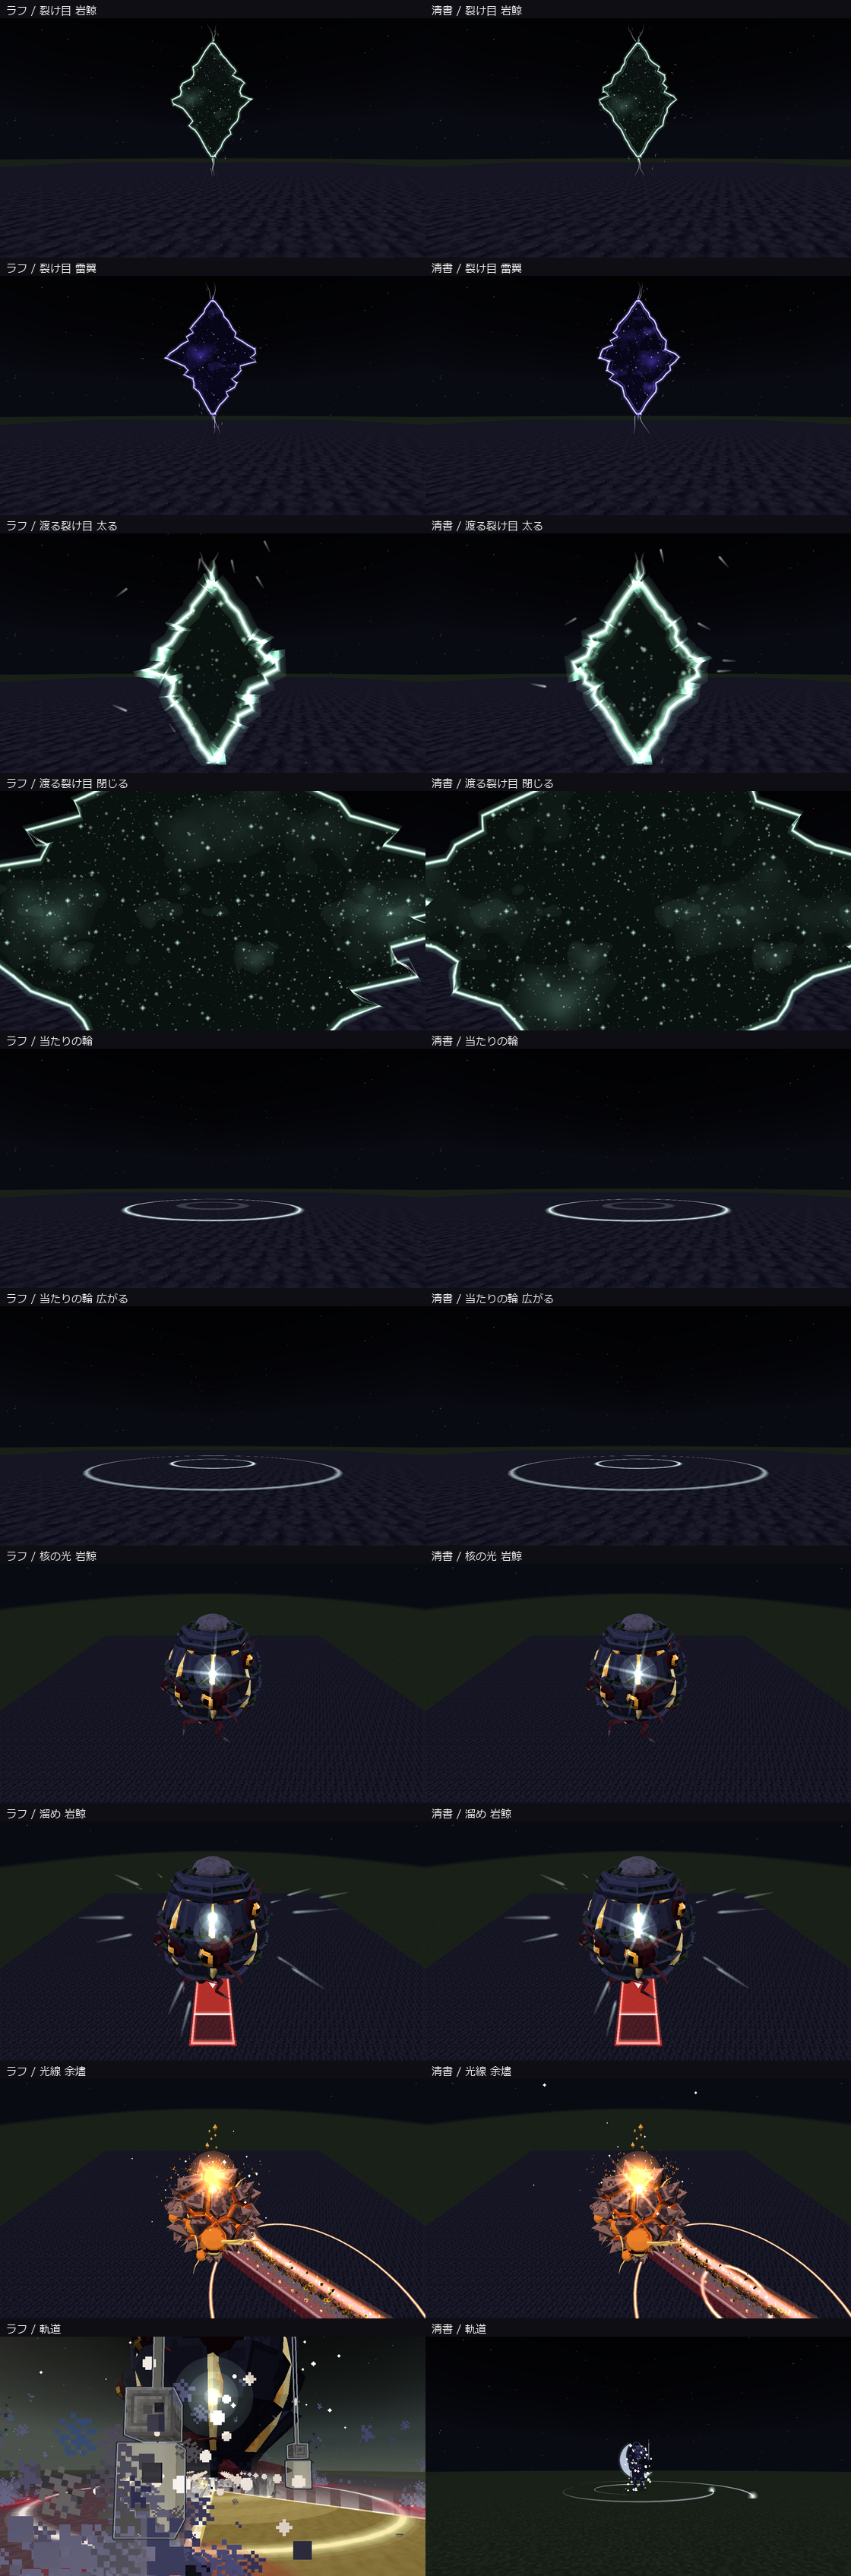 ラフ / 裂け目 岩鯨
清書 / 裂け目 岩鯨
ラフ / 裂け目 雷翼
清書 / 裂け目 雷翼
ラフ / 渡る裂け目 太る
清書 / 渡る裂け目 太る
ラフ / 渡る裂け目 閉じる
清書 / 渡る裂け目 閉じる
ラフ / 当たりの輪
清書 / 当たりの輪
ラフ / 当たりの輪 広がる
清書 / 当たりの輪 広がる
ラフ / 核の光 岩鯨
清書 / 核の光 岩鯨
ラフ / 溜め 岩鯨
清書 / 溜め 岩鯨
ラフ / 光線 余燼
清書 / 光線 余燼
ラフ / 軌道
清書 / 軌道